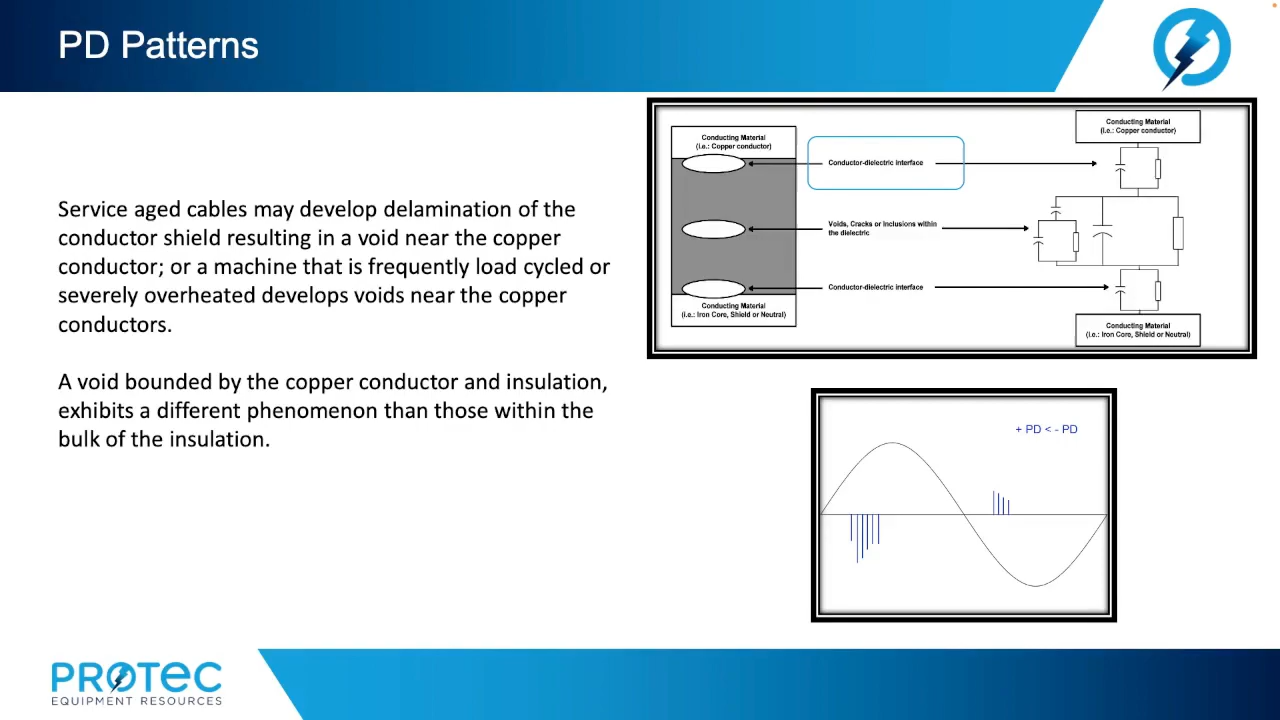 PD Patterns
Service aged cables may develop delamination of the
conductor shield resulting in a void near the copper
conductor; or a machine that is frequently load cycled or
severely overheated develops voids near the copper
conductors.
A void bounded by the copper conductor and insulation,
exhibits a different phenomenon than those within the
bulk of the insulation.
Conducting Material
(i.e.: Copper conductor)
Conductor-dielectric interface
Voids, Cracks or Inclusions within
the dielectric
Conductor-dielectric interface
Conducting Material
(i.e.: Iron Core, Shield or Neutral)
Conducting Material
(i.e.: Copper conductor)
Conducting Material
(i.e.: Iron Core, Shield or Neutral)
+ PD < - PD
PROTEC
EQUIPMENT RESOURCES